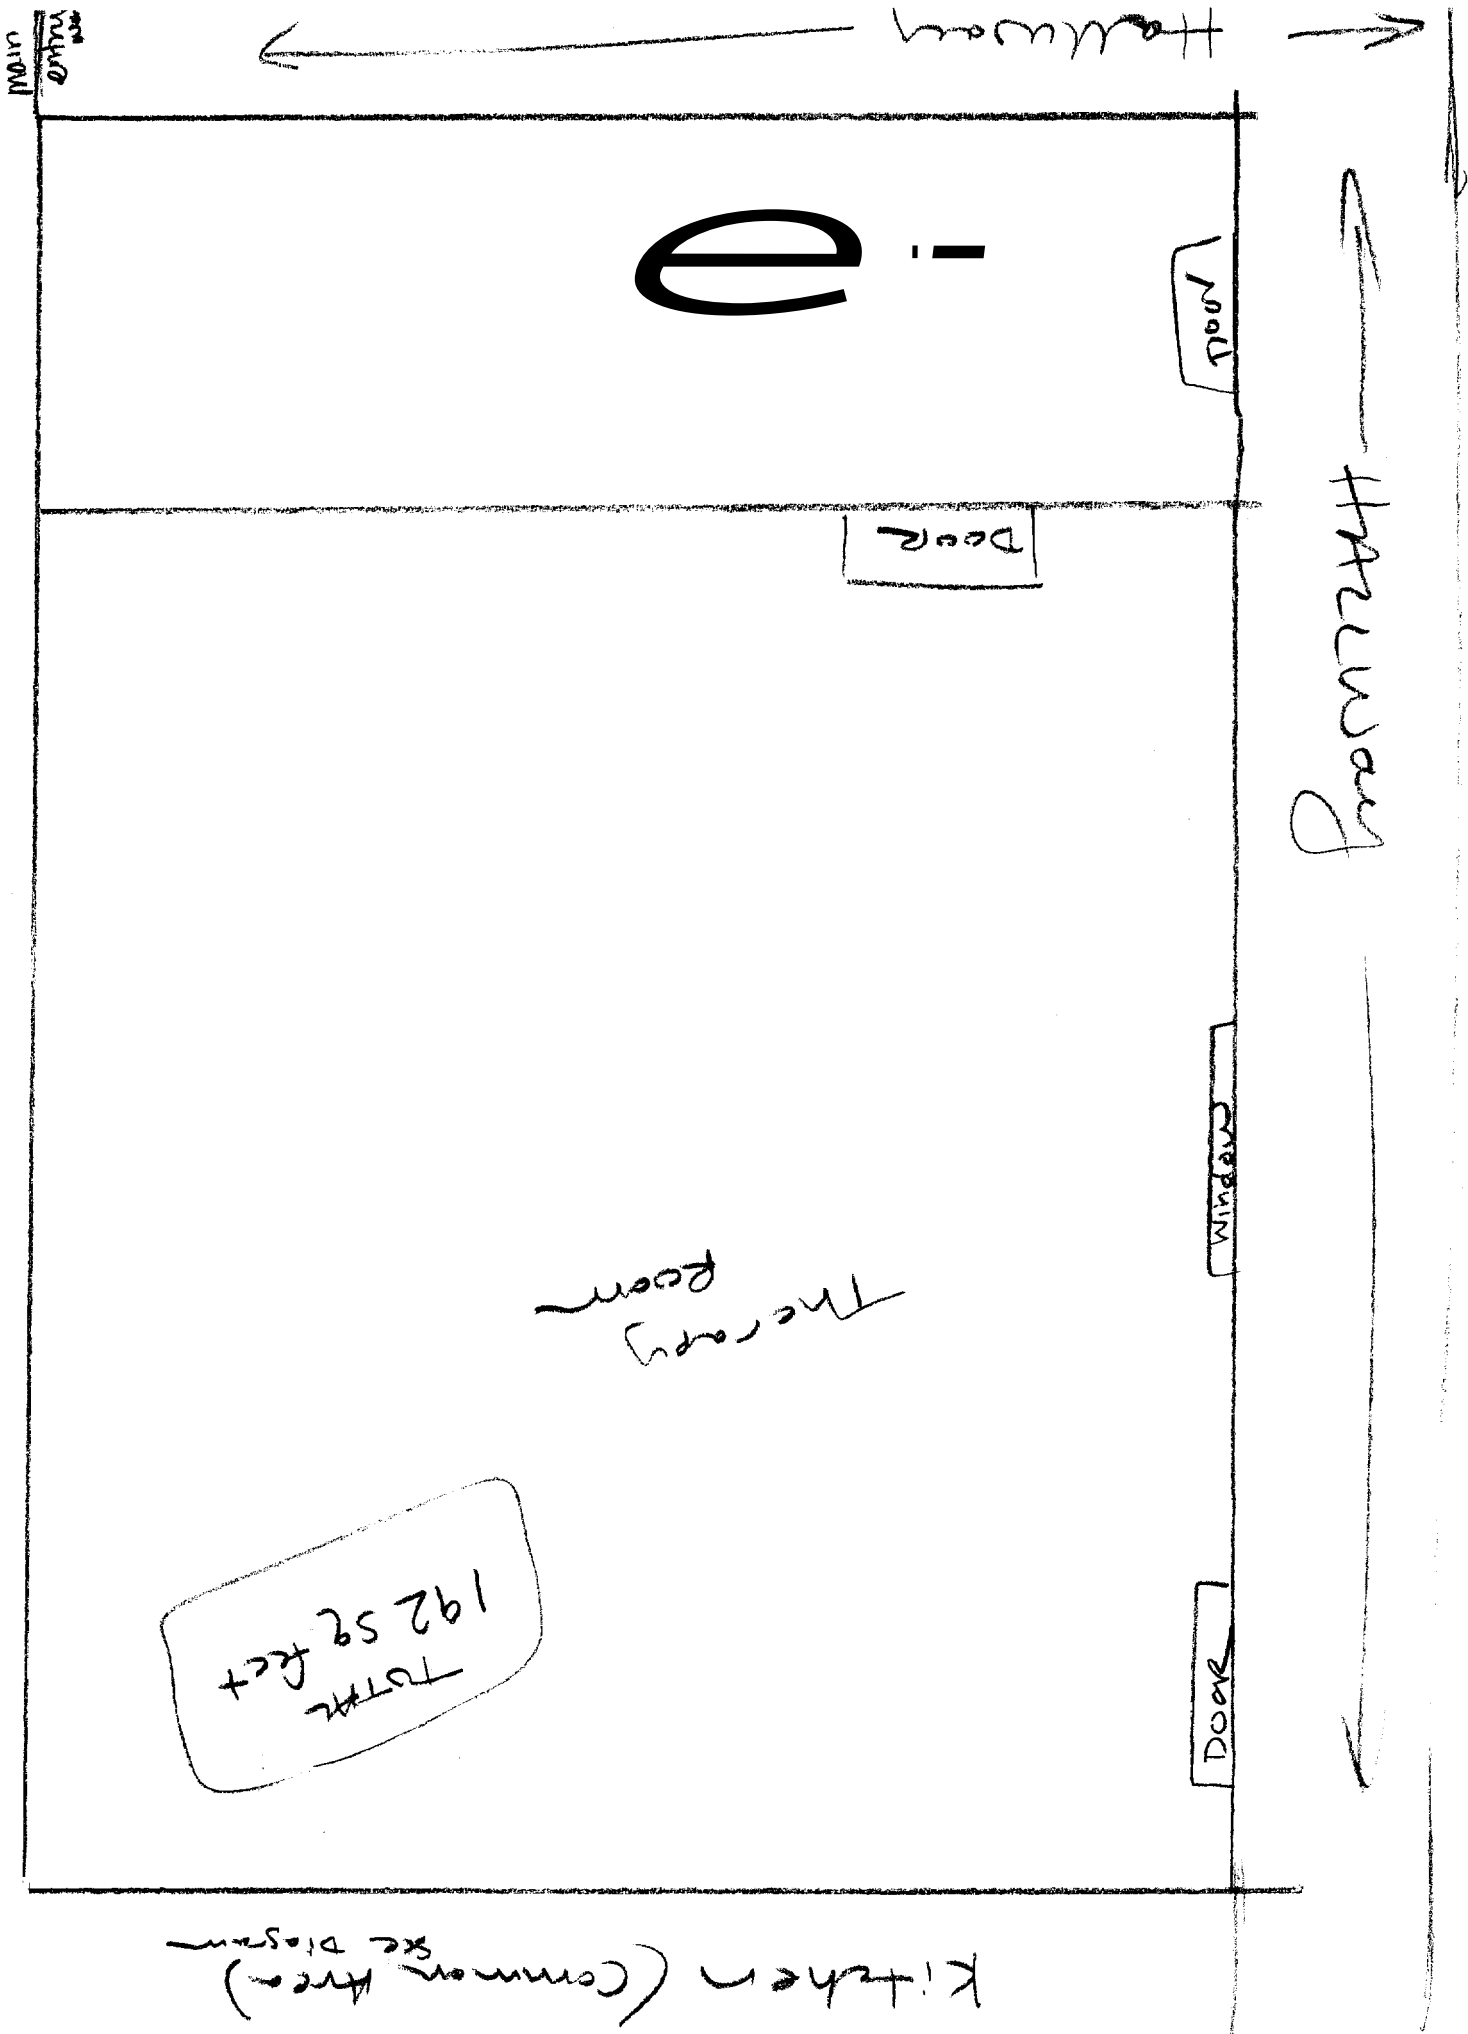 Main
entry
Hallway
e -
Door
DOOR
HALLWay
Window
Therapy
Room
TOTAL
192 Sq feet
DOOR
Kitchen (Common Area)
See Diagram